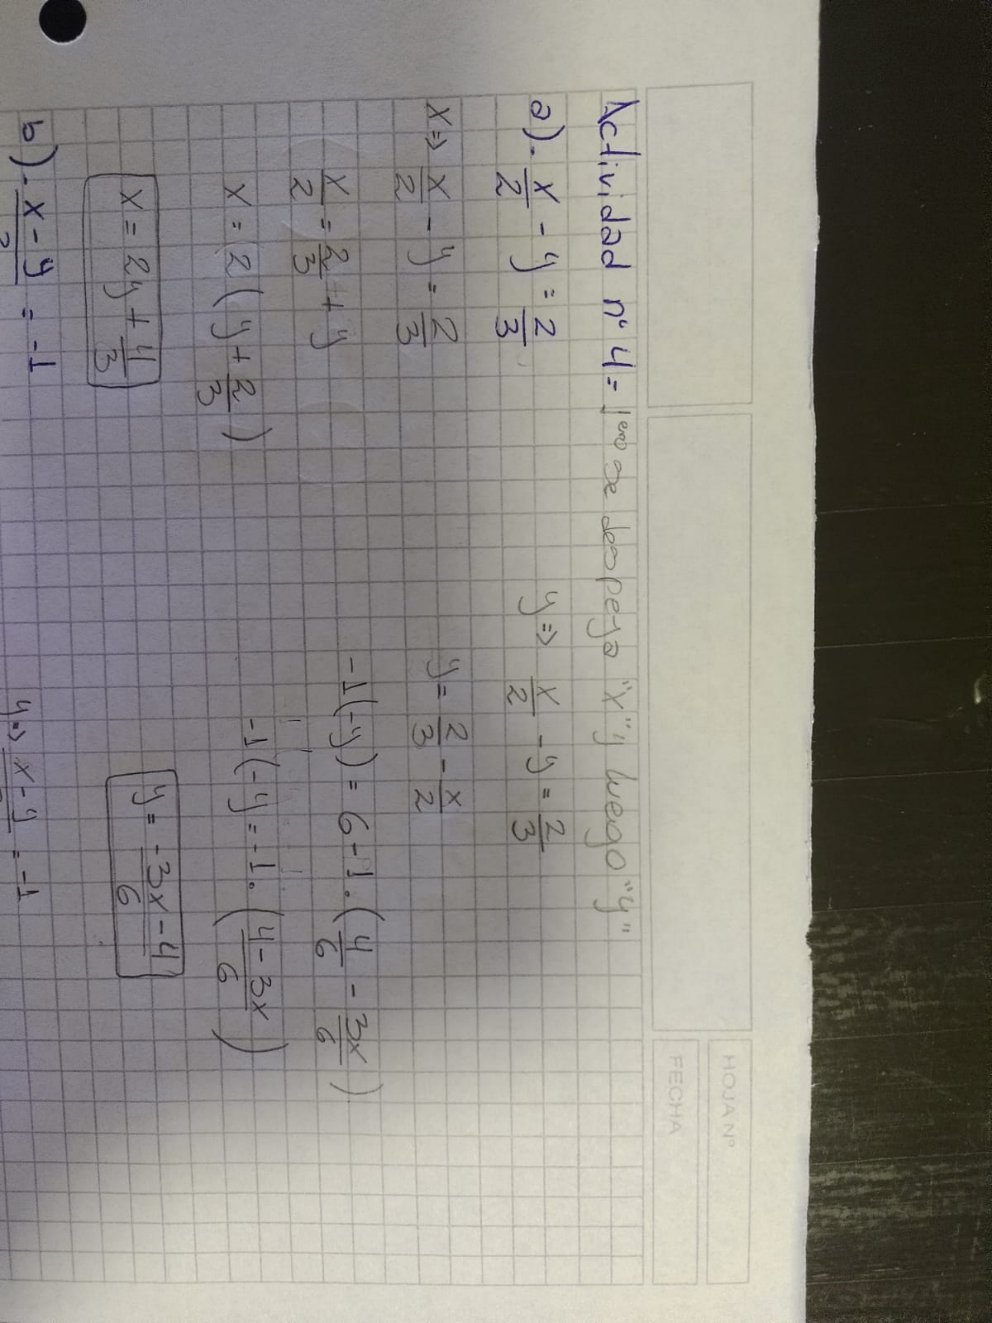 HOJA Nº
FECHA
Actividad nº 4 = 1ero se despeja "x" y luego "y"
a).- x/2 - y = 2/3
x => x/2 - y = 2/3
x/2 = 2/3 + y
x = 2(y + 2/3)
x = 2y + 4/3
y => x/2 - y = 2/3
y = 2/3 - x/2
-1(-y) = 6 -1 . (4/6 - 3x/6)
-1(-y = -1 . (4 - 3x/6)
y = -3x - 4/6
b).- x - y/2 = -1
y => x - y = -1